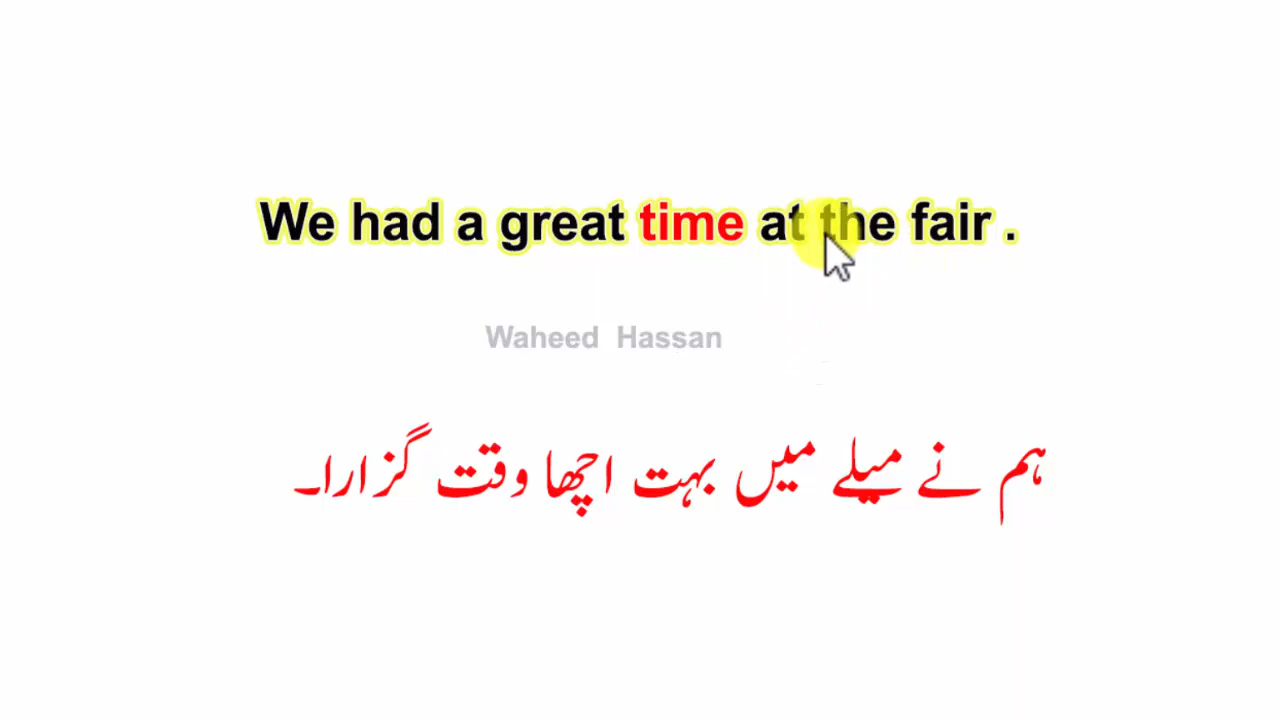 We had a great time at the fair .
Waheed Hassan
ہم نے میلے میں بہت اچھا وقت گزارا۔